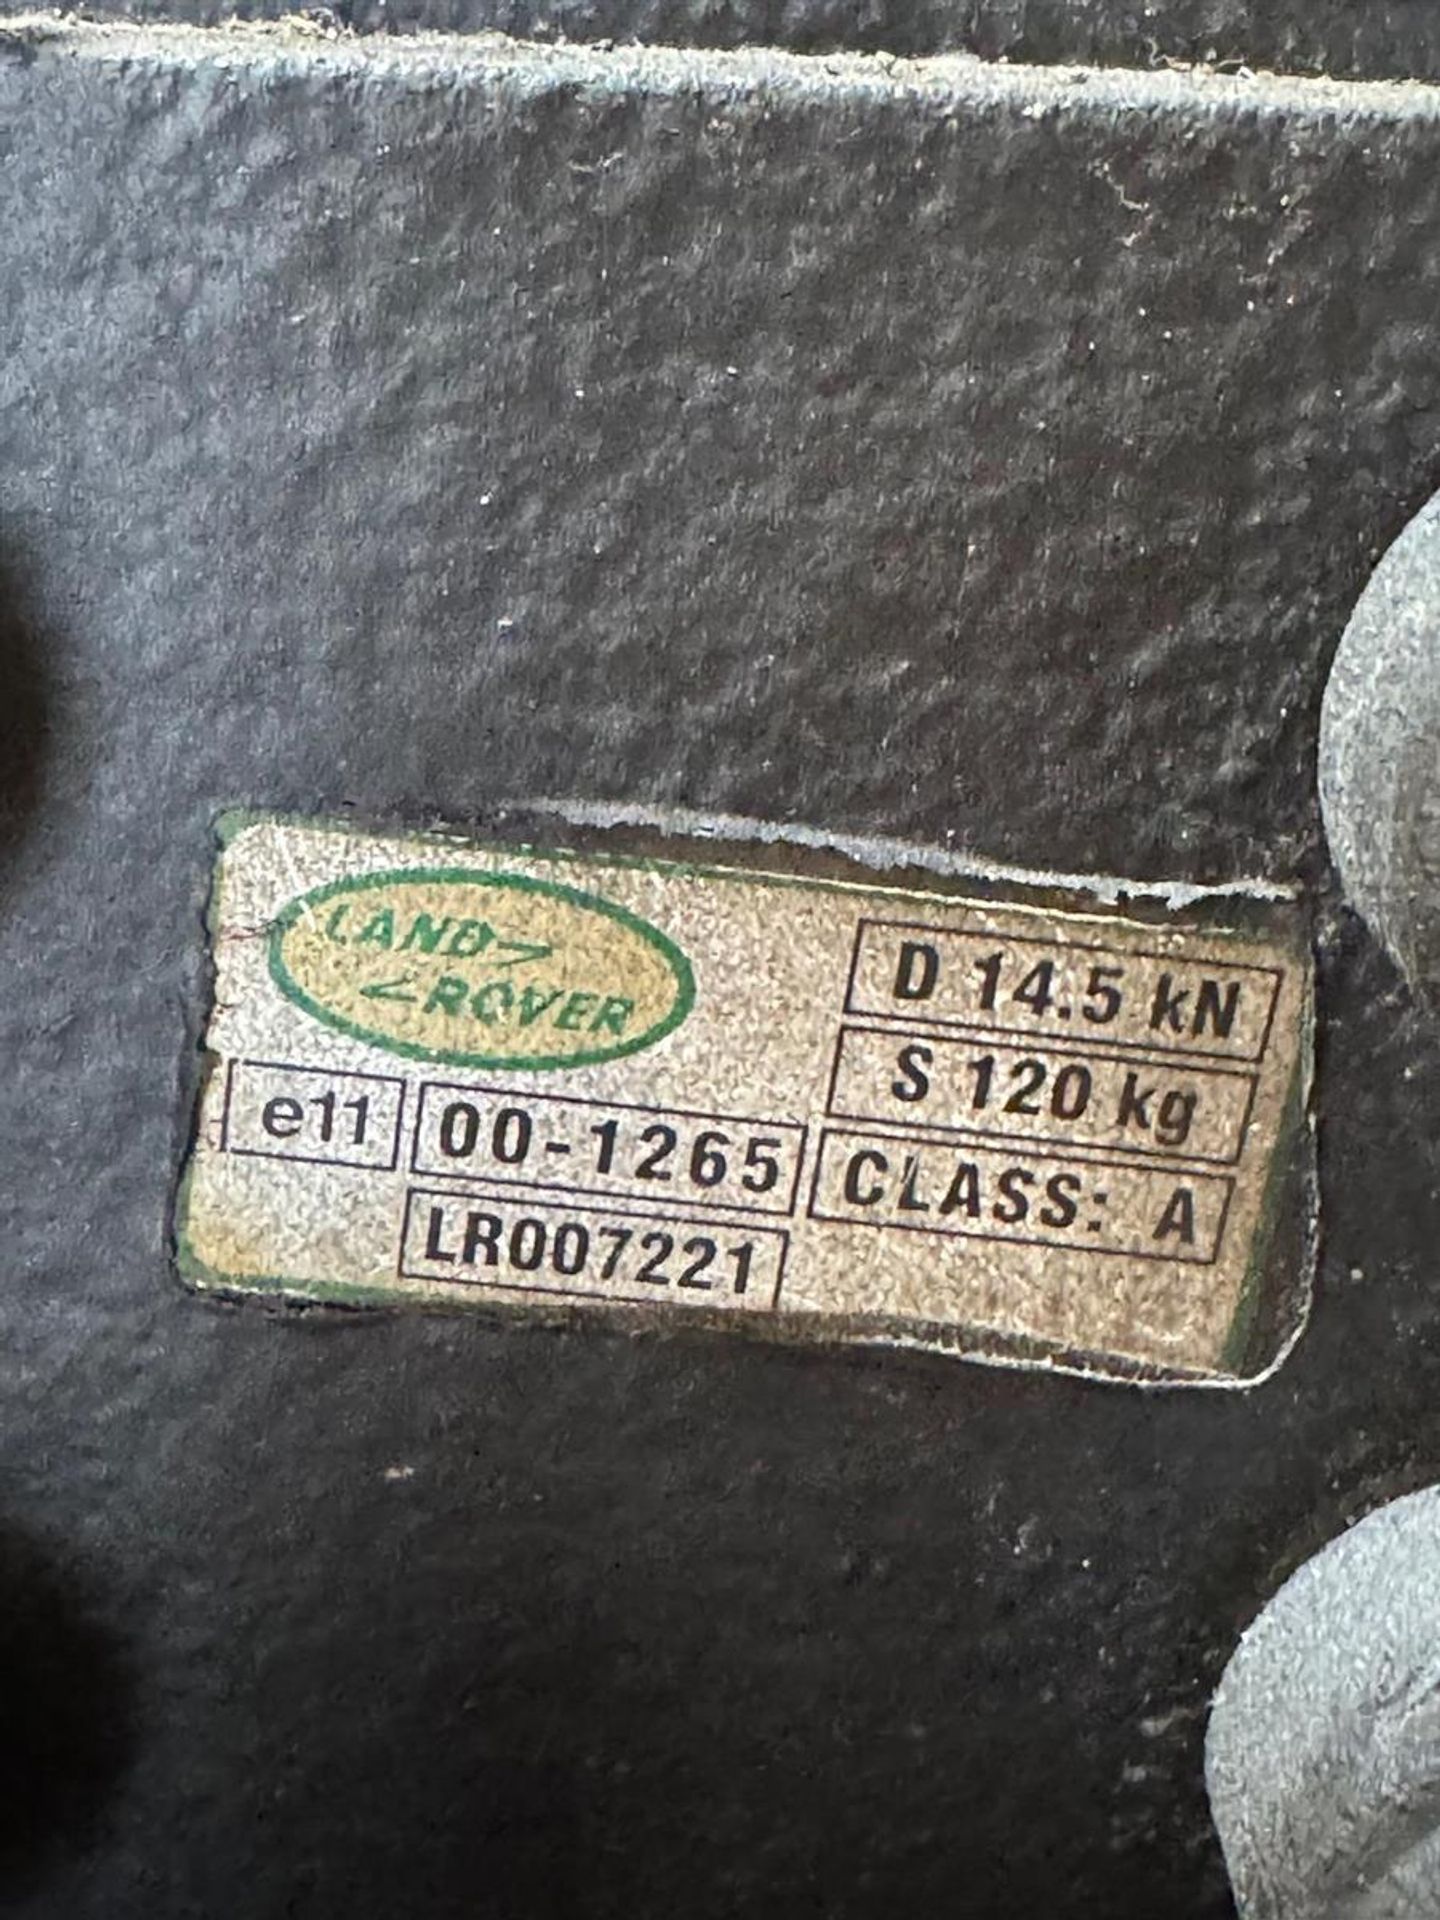 LAND
ROVER
D 14.5 kN
S 120 kg
e11 00-1265 CLASS: A
LR007221